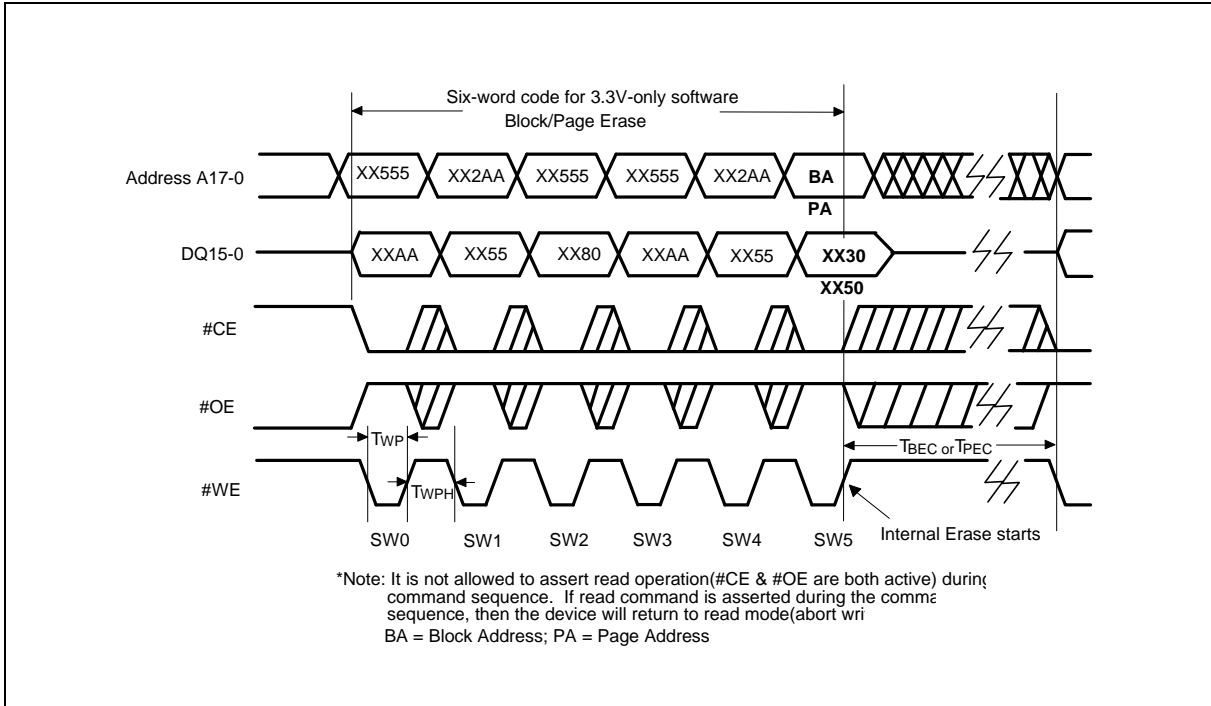 Six-word code for 3.3V-only software
Block/Page Erase
Address A17-0
XX555 XX2AA XX555 XX555 XX2AA BA
PA
DQ15-0
XXAA XX55 XX80 XXAA XX55 XX30
XX50
#CE
#OE
TWP
TBEC or TPEC
#WE
TWPH
Internal Erase starts
SW0 SW1 SW2 SW3 SW4 SW5
*Note: It is not allowed to assert read operation(#CE & #OE are both active) during
command sequence. If read command is asserted during the comma
sequence, then the device will return to read mode(abort wri
BA = Block Address; PA = Page Address